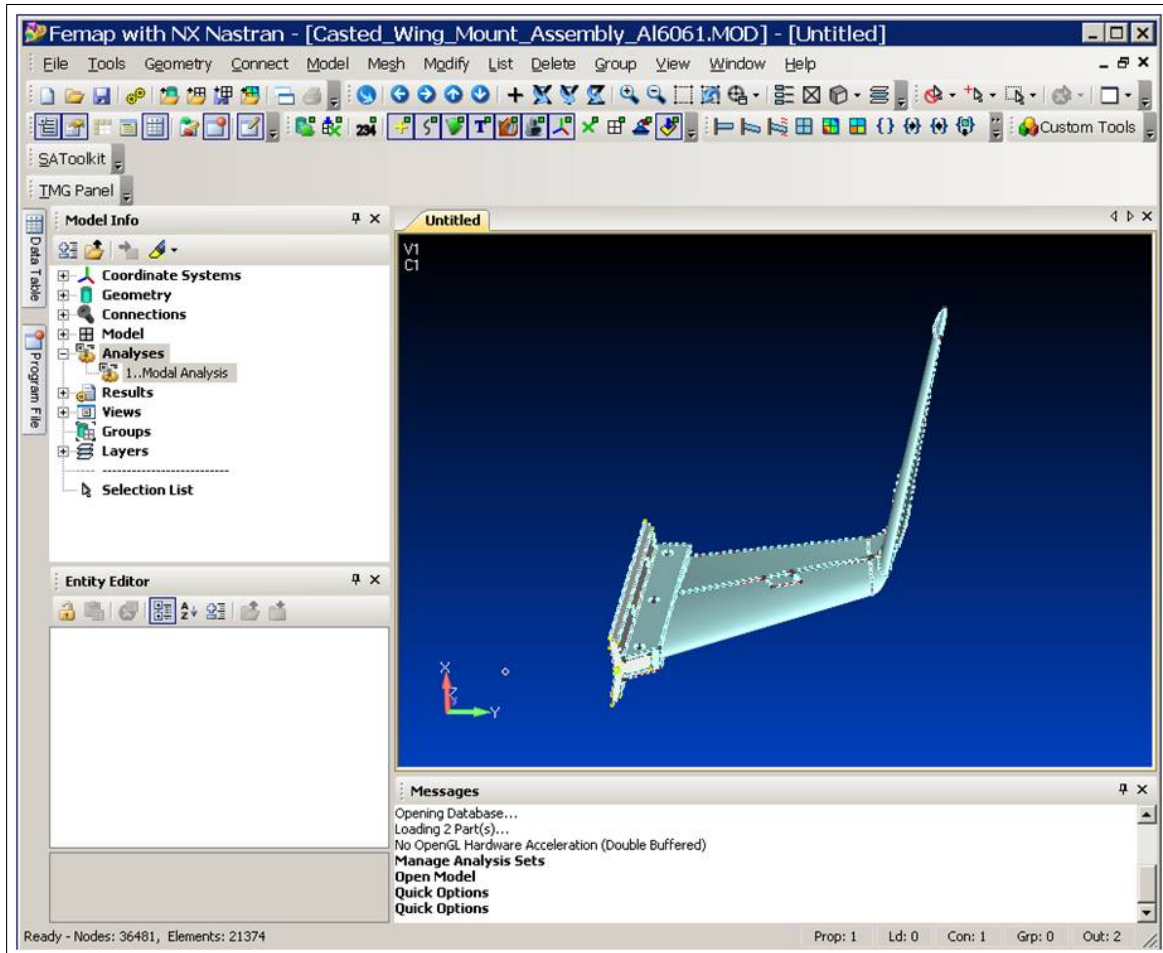 Femap with NX Nastran - [Casted_Wing_Mount_Assembly_Al6061.MOD] - [Untitled]
File Tools Geometry Connect Model Mesh Modify List Delete Group View Window Help
234 T Custom Tools
SAToolkit
TMG Panel
Data Table
Program File
Model Info
Coordinate Systems
Geometry
Connections
Model
Analyses
1..Modal Analysis
Results
Views
Groups
Layers
---------------------------
Selection List
Entity Editor
Untitled
V1
C1
X
Z
Y
Messages
Opening Database...
Loading 2 Part(s)...
No OpenGL Hardware Acceleration (Double Buffered)
Manage Analysis Sets
Open Model
Quick Options
Quick Options
Ready - Nodes: 36481, Elements: 21374 Prop: 1 Ld: 0 Con: 1 Grp: 0 Out: 2